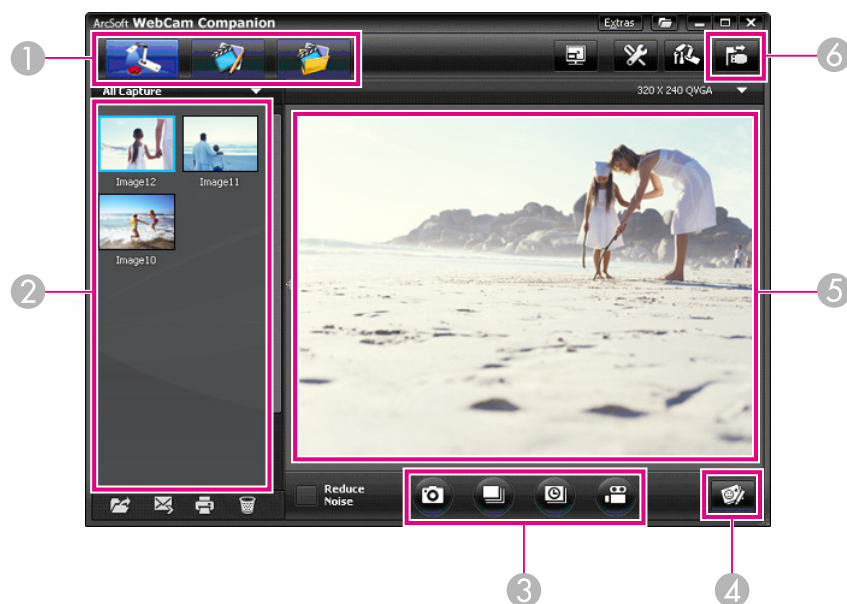 ArcSoft WebCam Companion
Extras
1
6
All Capture
320 X 240 QVGA
Image12
Image11
Image10
2
5
Reduce
Noise
3
4